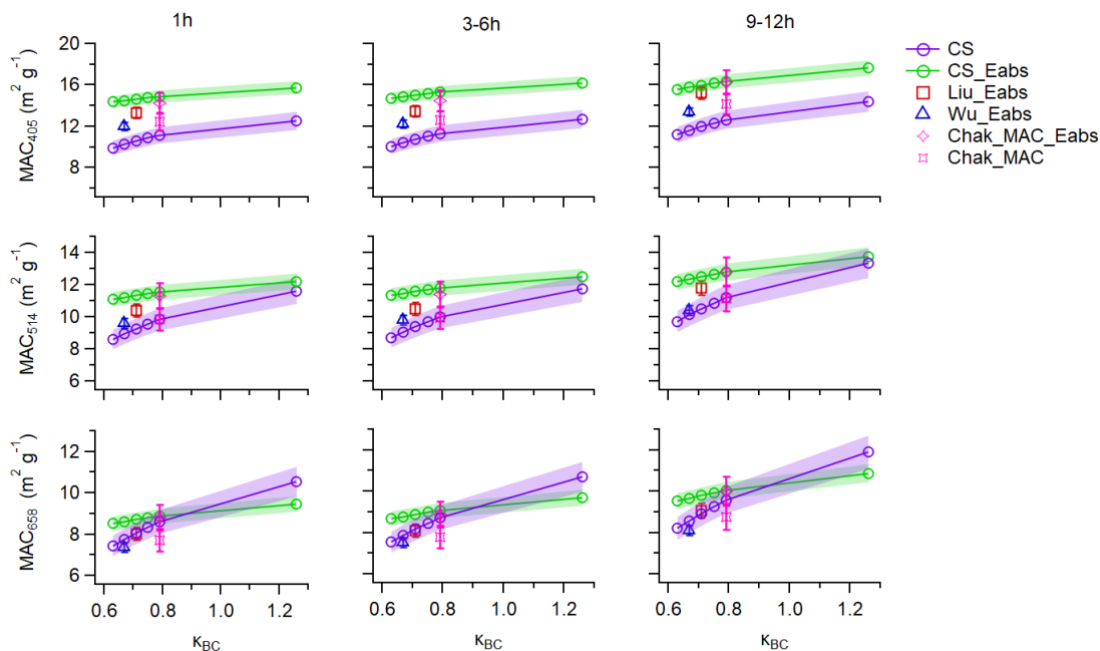 1h
3-6h
9-12h
CS
CS_Eabs
Liu_Eabs
Wu_Eabs
Chak_MAC_Eabs
Chak_MAC
MAC405 (m2 g-1)
20
16
12
8
MAC514 (m2 g-1)
14
12
10
8
6
MAC658 (m2 g-1)
12
10
8
6
0.6 0.8 1.0 1.2
0.6 0.8 1.0 1.2
0.6 0.8 1.0 1.2
κBC
κBC
κBC